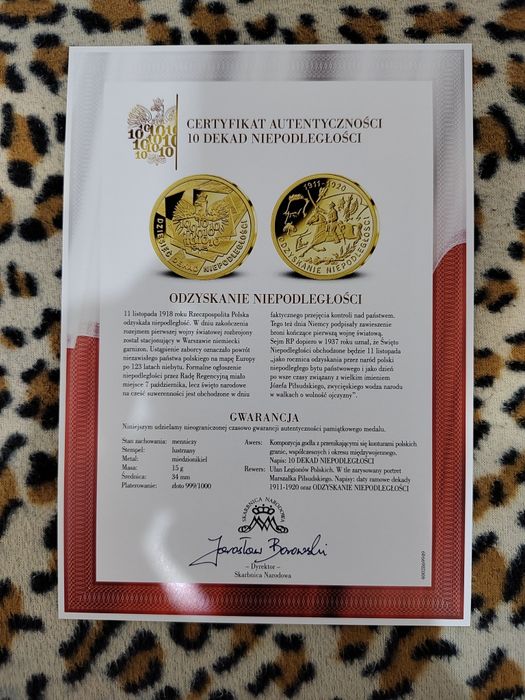 CERTYFIKAT AUTENTYCZNOŚCI
10 DEKAD NIEPODLEGŁOŚCI
NIEPODLEGŁOŚCI
1911-1920
ODZYSKANIE NIEPODLEGŁOŚCI
ODZYSKANIE NIEPODLEGŁOŚCI
11 listopada 1918 roku Rzeczpospolita Polska
odzyskała niepodległość. W dniu zakończenia
rozejmem pierwszej wojny światowej rozbrojony
został stacjonujący w Warszawie niemiecki
garnizon. Ustąpienie zaborcy oznaczało powrót
niezawisłego państwa polskiego na mapę Europy
po 123 latach niebytu. Formalne ogłoszenie
niepodległości przez Radę Regencyjną miało
miejsce 7 października, lecz święto narodowe
na cześć suwerenności jest obchodzone w dniu
faktycznego przejęcia kontroli nad państwem.
Tego też dnia Niemcy podpisały zawieszenie
broni kończące pierwszą wojnę światową.
Sejm RP dopiero w 1937 roku uznał, że Święto
Niepodległości obchodzone będzie 11 listopada
„jako rocznica odzyskania przez naród polski
niepodległego bytu państwowego i jako dzień
po wsze czasy związany z wielkim imieniem
Józefa Piłsudskiego, zwycięskiego wodza narodu
w walkach o wolność ojczyzny”.
GWARANCJA
Niniejszym udzielamy nieograniczonej czasowo gwarancji autentyczności pamiątkowego medalu.
Stan zachowania: menniczy
Stempel: lustrzany
Metal: miedzionikiel
Masa: 15 g
Średnica: 34 mm
Platerowanie: złoto 999/1000
Awers: Kompozycja godła z przenikającymi się konturami polskich
granic, współczesnych i okresu międzywojennego.
Napis: 10 DEKAD NIEPODLEGŁOŚCI
Rewers: Ułan Legionów Polskich. W tle zarysowany portret
Marszałka Piłsudskiego. Napisy: daty ramowe dekady
1911-1920 oraz ODZYSKANIE NIEPODLEGŁOŚCI
SKARBNICA NARODOWA
Jarosław Borowski
– Dyrektor –
Skarbnica Narodowa